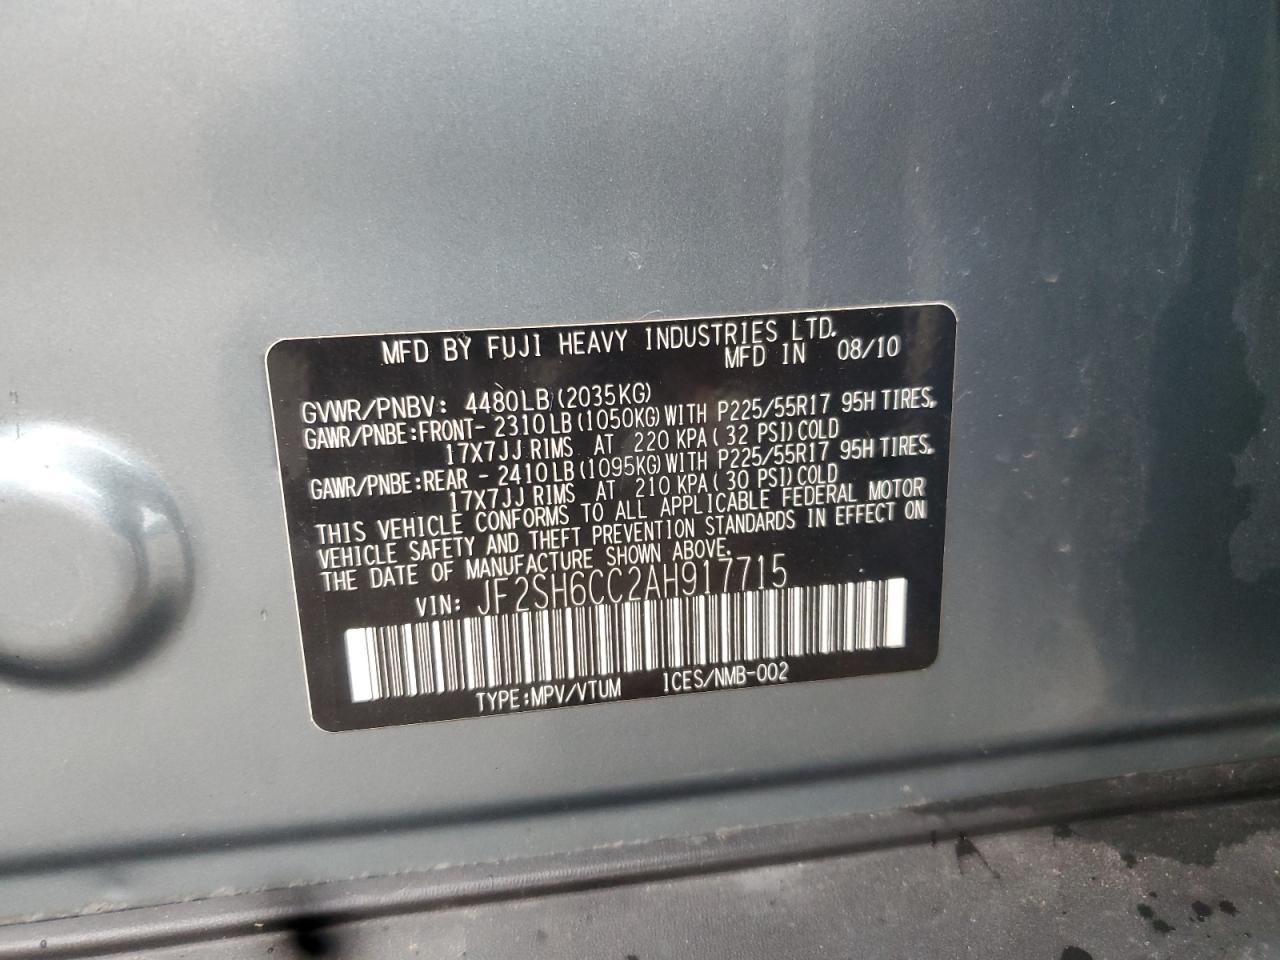 MFD BY FUJI HEAVY INDUSTRIES LTD.
MFD IN 08/10
GVWR/PNBV: 4480LB (2035KG)
GAWR/PNBE:FRONT- 2310LB (1050KG) WITH P225/55R17 95H TIRES,
17X7JJ RIMS AT 220 KPA ( 32 PSI) COLD
GAWR/PNBE:REAR - 2410LB (1095KG) WITH P225/55R17 95H TIRES.
17X7JJ RIMS AT 210 KPA ( 30 PSI) COLD
THIS VEHICLE CONFORMS TO ALL APPLICABLE FEDERAL MOTOR
VEHICLE SAFETY AND THEFT PREVENTION STANDARDS IN EFFECT ON
THE DATE OF MANUFACTURE SHOWN ABOVE.
VIN: JF2SH6CC2AH917715
TYPE:MPV/VTUM ICES/NMB-002